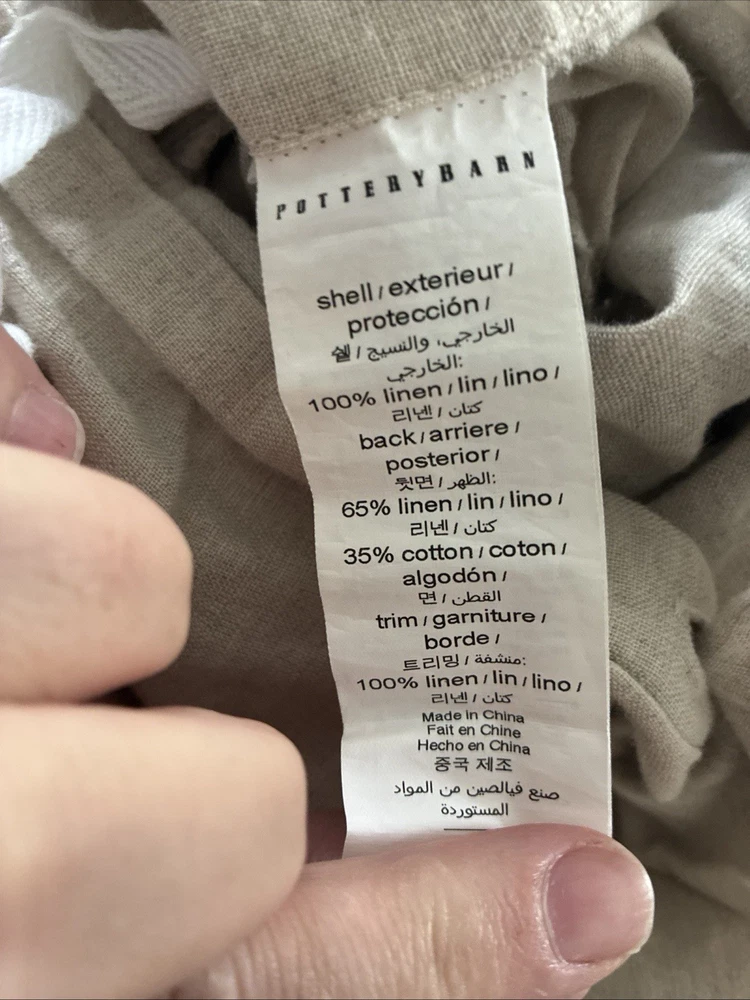 POTTERYBARN
shell / exterieur /
protección /
쉘 / الخارجي، والنسيج
الخارجي:
100% linen / lin / lino /
리넨 / كتان
back / arriere /
posterior /
뒷면 / الظهر:
65% linen / lin / lino /
리넨 / كتان
35% cotton / coton /
algodón /
면 / القطن
trim / garniture /
borde /
트리밍 / منشفة:
100% linen / lin / lino /
리넨 / كتان
Made in China
Fait en Chine
Hecho en China
중국 제조
صنع فيالصين من المواد
المستوردة